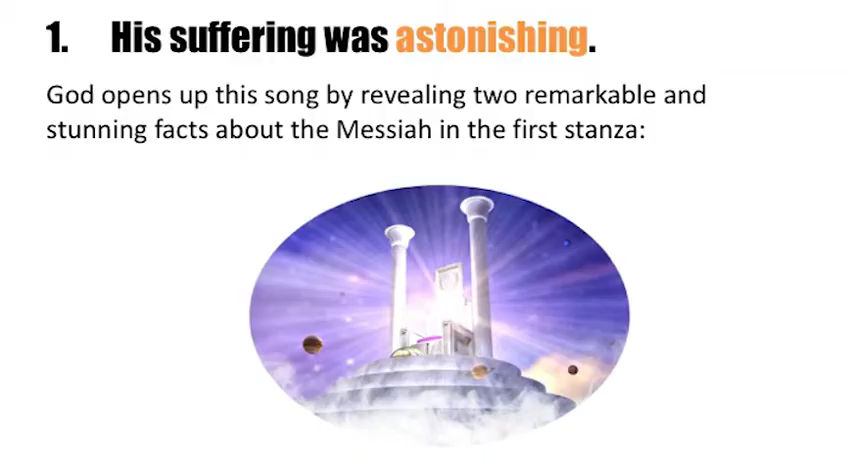 1. His suffering was astonishing.
God opens up this song by revealing two remarkable and
stunning facts about the Messiah in the first stanza: